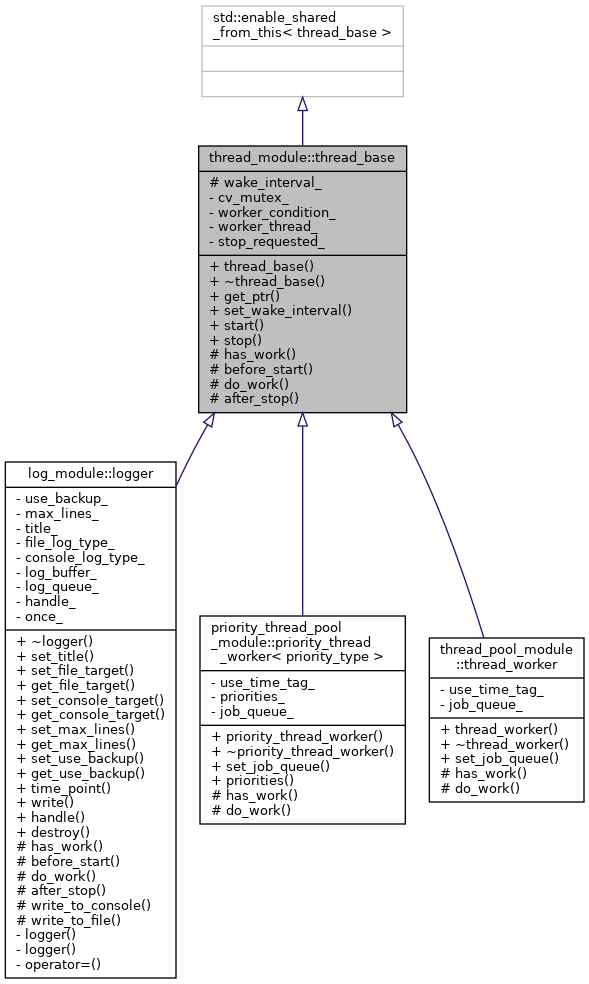 std::enable_shared
_from_this< thread_base >
thread_module::thread_base
# wake_interval_
- cv_mutex_
- worker_condition_
- worker_thread_
- stop_requested_
+ thread_base()
+ ~thread_base()
+ get_ptr()
+ set_wake_interval()
+ start()
+ stop()
# has_work()
# before_start()
# do_work()
# after_stop()
log_module::logger
- use_backup_
- max_lines_
- title_
- file_log_type_
- console_log_type_
- log_buffer_
- log_queue_
- handle_
- once_
+ ~logger()
+ set_title()
+ set_file_target()
+ get_file_target()
+ set_console_target()
+ get_console_target()
+ set_max_lines()
+ get_max_lines()
+ set_use_backup()
+ get_use_backup()
+ time_point()
+ write()
+ handle()
+ destroy()
# has_work()
# before_start()
# do_work()
# after_stop()
# write_to_console()
# write_to_file()
- logger()
- logger()
- operator=()
priority_thread_pool
_module::priority_thread
_worker< priority_type >
- use_time_tag_
- priorities_
- job_queue_
+ priority_thread_worker()
+ ~priority_thread_worker()
+ set_job_queue()
+ priorities()
# has_work()
# do_work()
thread_pool_module
::thread_worker
- use_time_tag_
- job_queue_
+ thread_worker()
+ ~thread_worker()
+ set_job_queue()
# has_work()
# do_work()